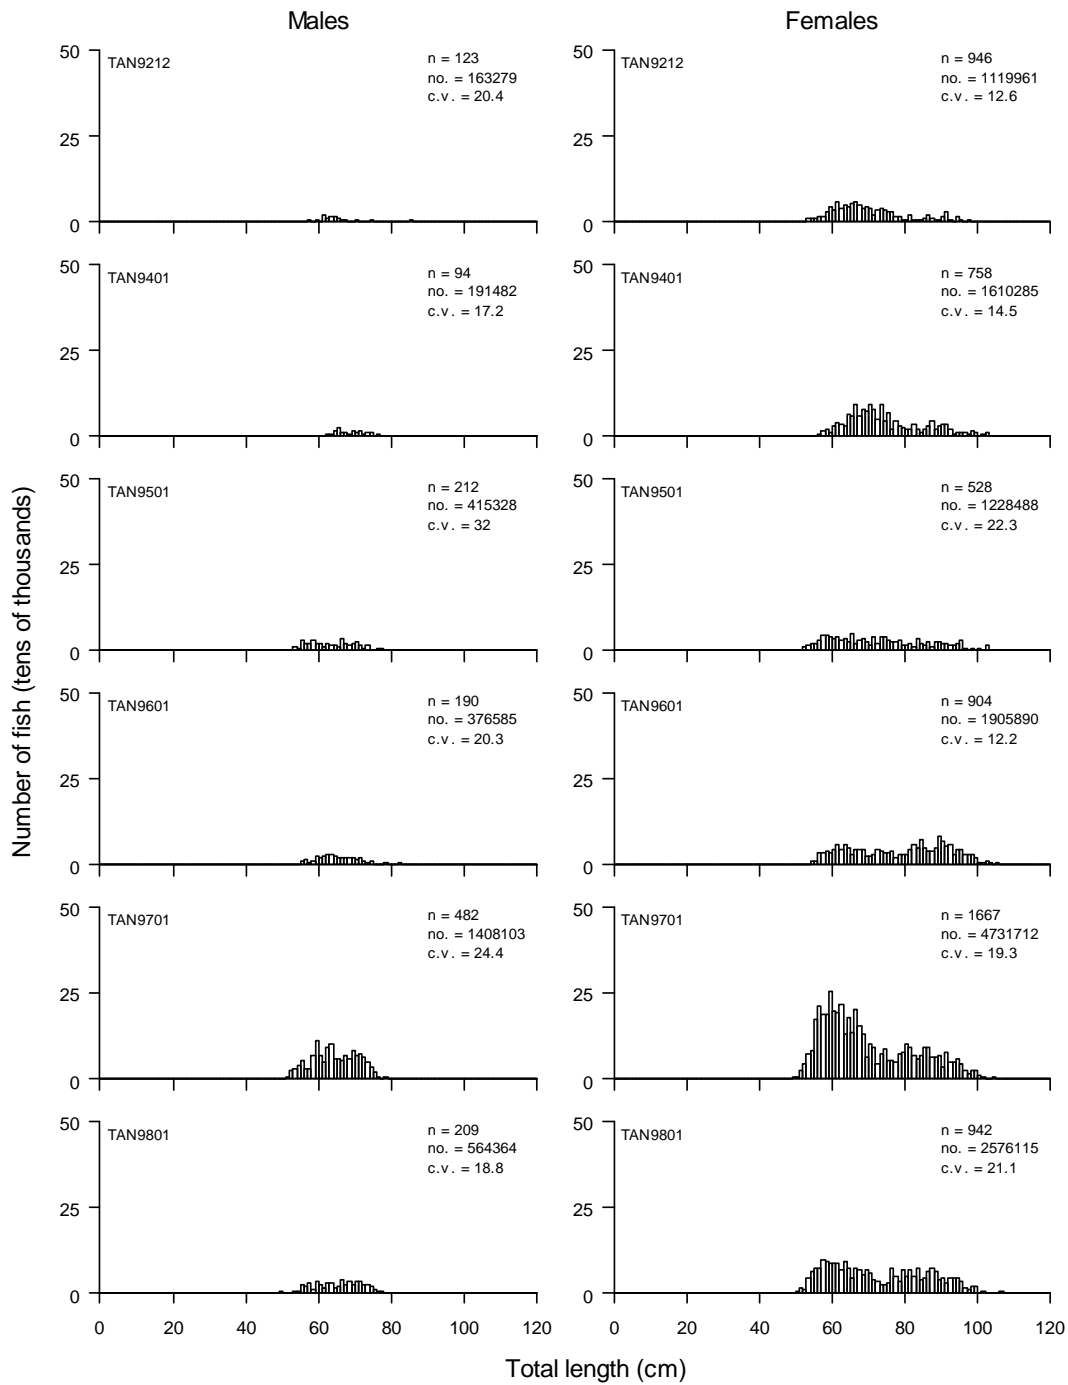 Males Females
50
25
0
TAN9212
n = 123
no. = 163279
c.v. = 20.4
50
25
0
TAN9212
n = 946
no. = 1119961
c.v. = 12.6
50
25
0
TAN9401
n = 94
no. = 191482
c.v. = 17.2
50
25
0
TAN9401
n = 758
no. = 1610285
c.v. = 14.5
50
25
0
TAN9501
n = 212
no. = 415328
c.v. = 32
50
25
0
TAN9501
n = 528
no. = 1228488
c.v. = 22.3
50
25
0
TAN9601
n = 190
no. = 376585
c.v. = 20.3
50
25
0
TAN9601
n = 904
no. = 1905890
c.v. = 12.2
50
25
0
TAN9701
n = 482
no. = 1408103
c.v. = 24.4
50
25
0
TAN9701
n = 1667
no. = 4731712
c.v. = 19.3
50
25
0
TAN9801
n = 209
no. = 564364
c.v. = 18.8
50
25
0
TAN9801
n = 942
no. = 2576115
c.v. = 21.1
0 20 40 60 80 100 120
0 20 40 60 80 100 120
Number of fish (tens of thousands)
Total length (cm)